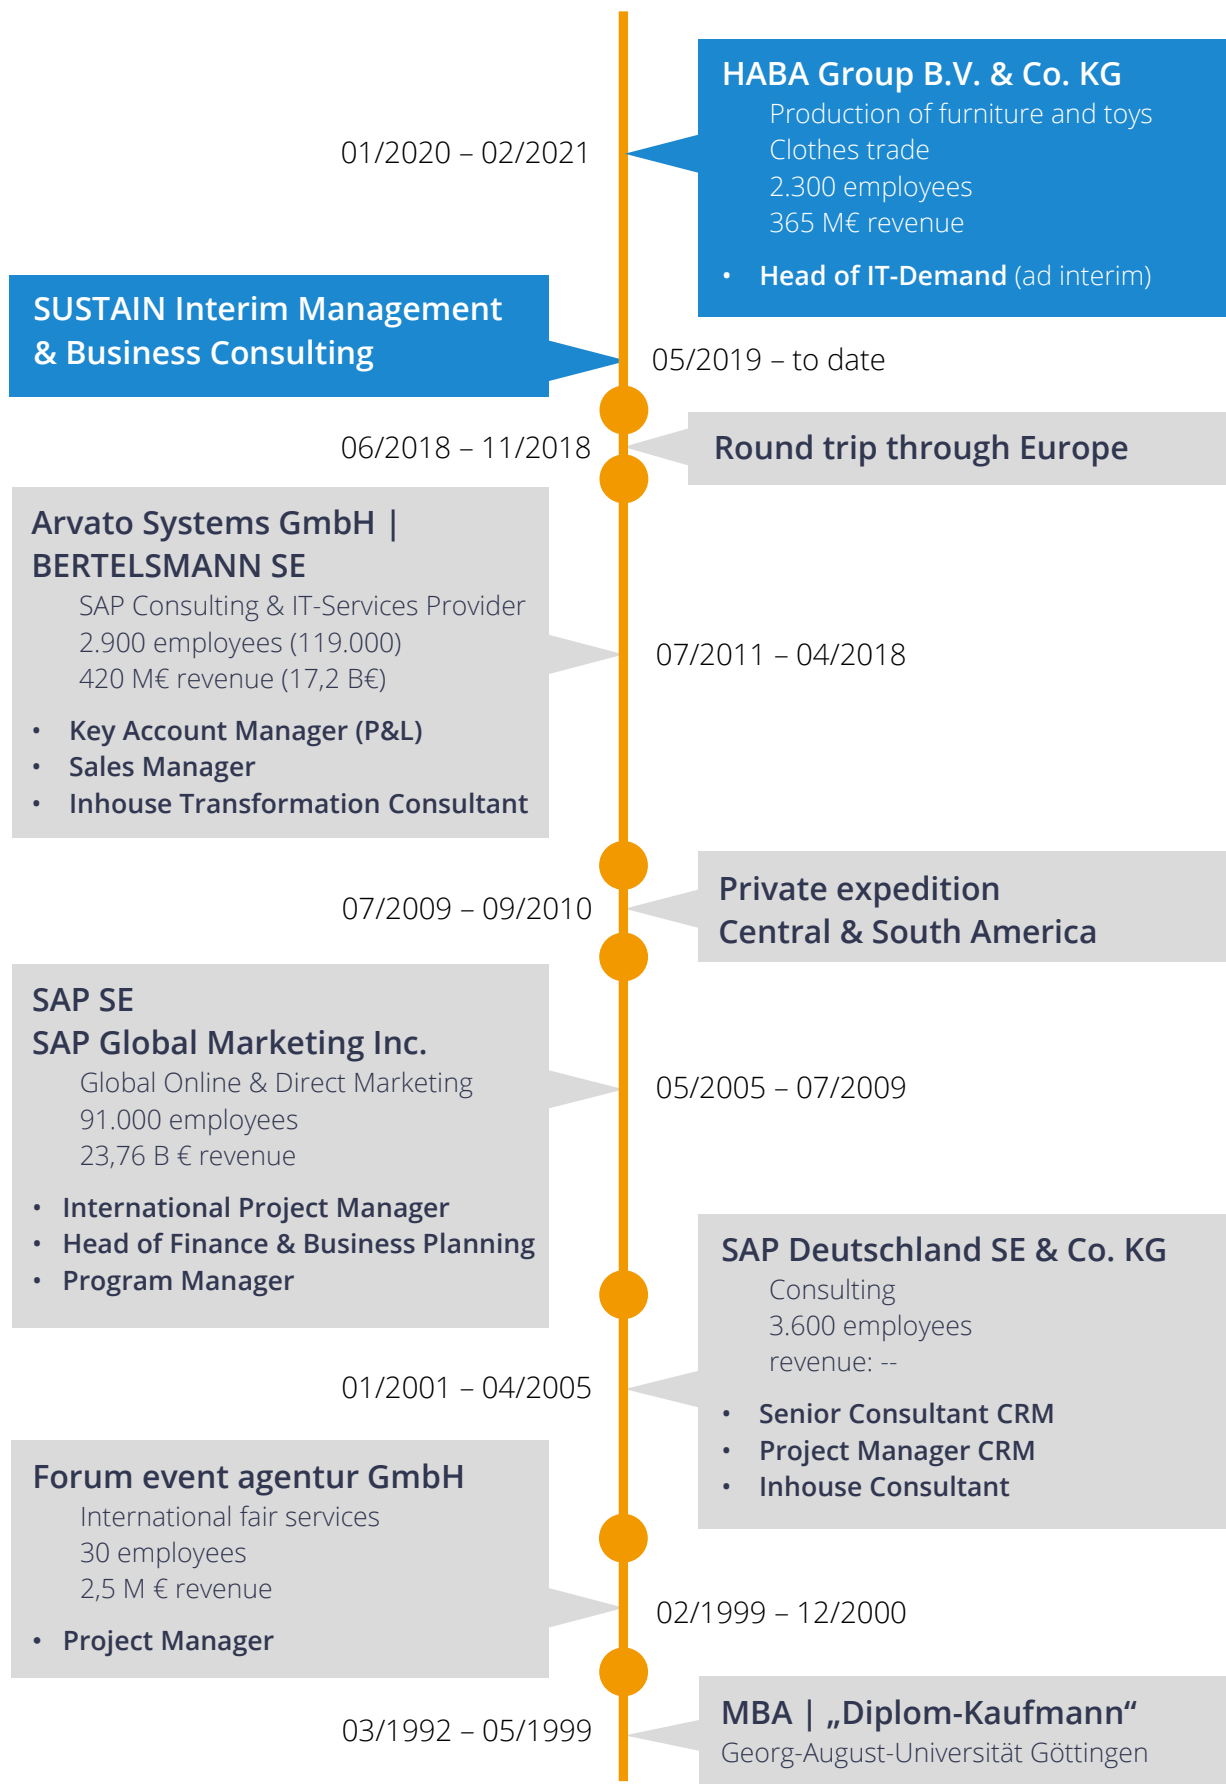 HABA Group B.V. & Co. KG
Production of furniture and toys
Clothes trade
2.300 employees
365 M€ revenue
• Head of IT-Demand (ad interim)
01/2020 – 02/2021
SUSTAIN Interim Management
& Business Consulting
05/2019 – to date
06/2018 – 11/2018
Round trip through Europe
Arvato Systems GmbH |
BERTELSMANN SE
SAP Consulting & IT-Services Provider
2.900 employees (119.000)
420 M€ revenue (17,2 B€)
• Key Account Manager (P&L)
• Sales Manager
• Inhouse Transformation Consultant
07/2011 – 04/2018
07/2009 – 09/2010
Private expedition
Central & South America
SAP SE
SAP Global Marketing Inc.
Global Online & Direct Marketing
91.000 employees
23,76 B € revenue
• International Project Manager
• Head of Finance & Business Planning
• Program Manager
05/2005 – 07/2009
SAP Deutschland SE & Co. KG
Consulting
3.600 employees
revenue: --
• Senior Consultant CRM
• Project Manager CRM
• Inhouse Consultant
01/2001 – 04/2005
Forum event agentur GmbH
International fair services
30 employees
2,5 M € revenue
• Project Manager
02/1999 – 12/2000
03/1992 – 05/1999
MBA | „Diplom-Kaufmann“
Georg-August-Universität Göttingen